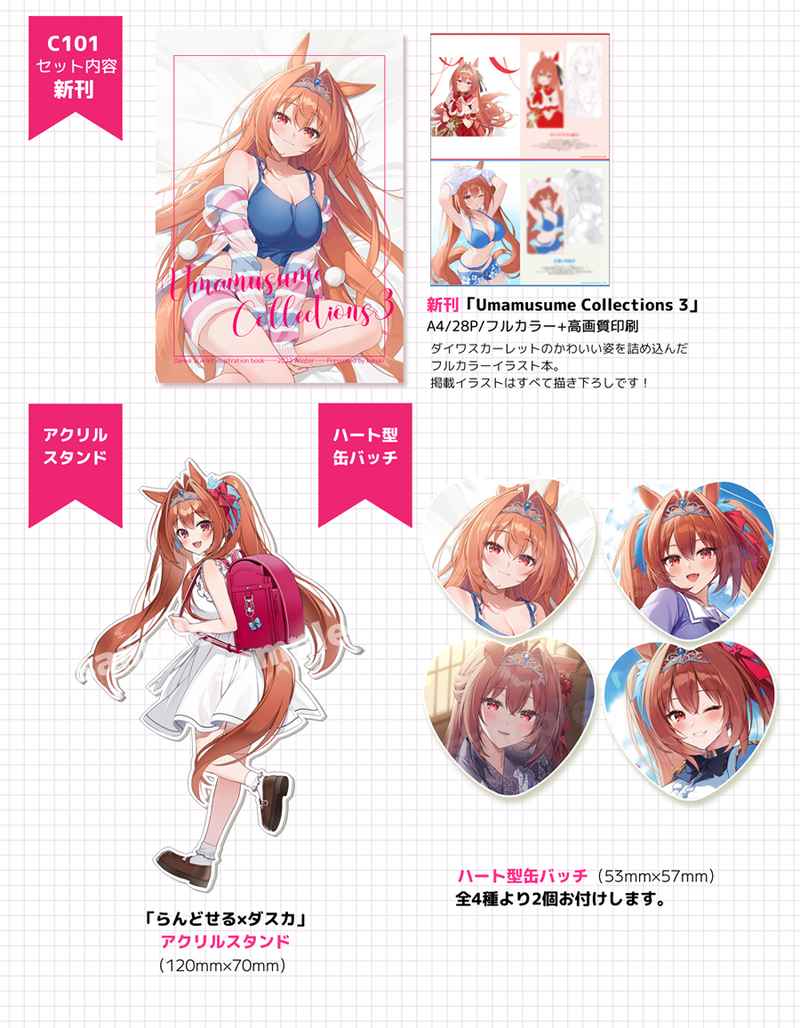 C101
セット内容
新刊
Umamusume
Collections 3
新刊「Umamusume Collections 3」
A4/28P/フルカラー+高画質印刷
ダイワスカーレットのかわいい姿を詰め込んだ
フルカラーイラスト本。
掲載イラストはすべて描き下ろしです！
アクリル
スタンド
ハート型
缶バッチ
「らんどせる×ダスカ」
アクリルスタンド
（120mm×70mm）
ハート型缶バッチ（53mm×57mm）
全4種より2個お付けします。